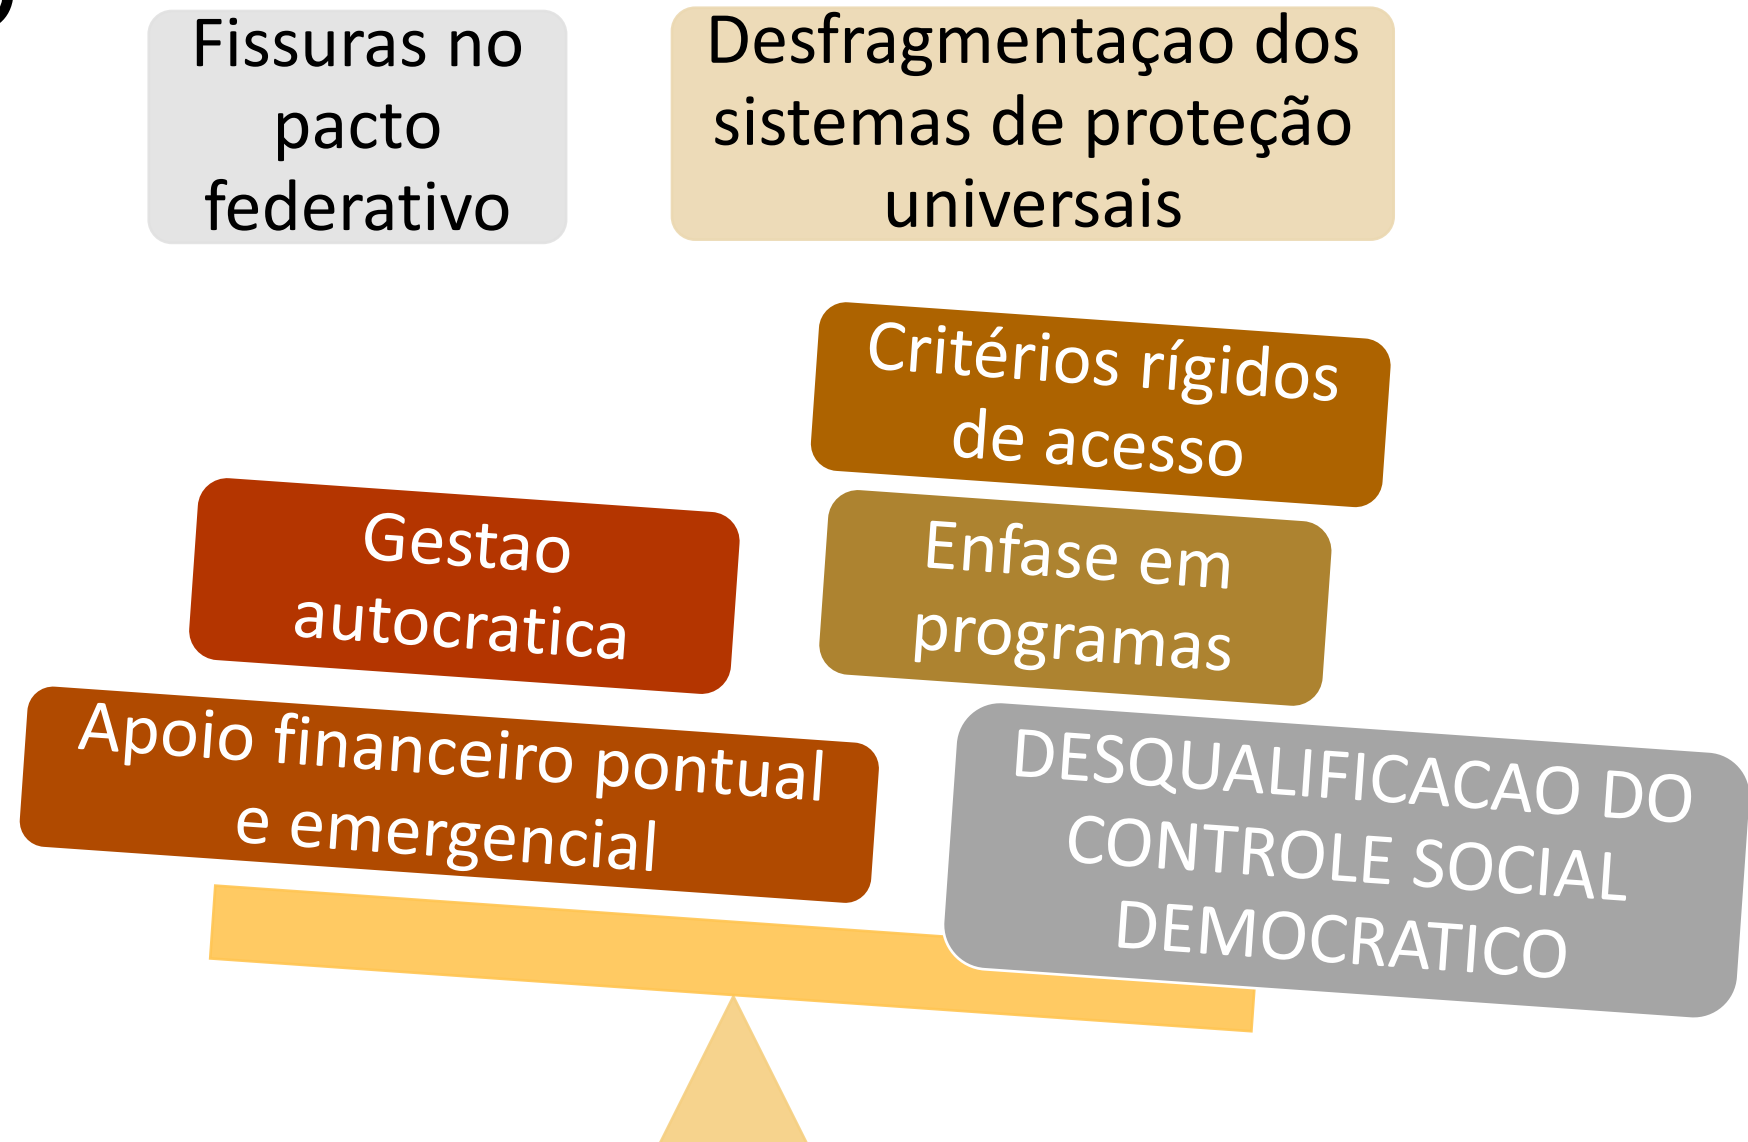 Fissuras no
pacto
federativo
Desfragmentaçao dos
sistemas de proteção
universais
Critérios rígidos
de acesso
Gestao
autocratica
Enfase em
programas
Apoio financeiro pontual
e emergencial
DESQUALIFICACAO DO
CONTROLE SOCIAL
DEMOCRATICO